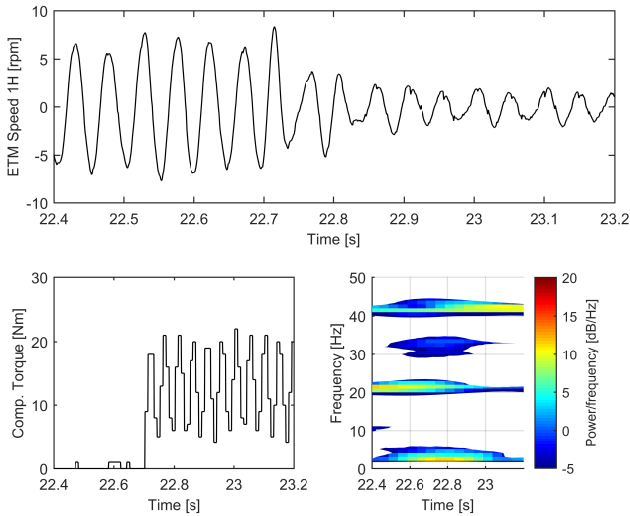 10
5
0
-5
-10
ETM Speed 1H [rpm]
22.4 22.5 22.6 22.7 22.8 22.9 23 23.1 23.2
Time [s]
30
20
10
0
Comp. Torque [Nm]
22.4 22.6 22.8 23 23.2
Time [s]
50
40
30
20
10
0
Frequency [Hz]
22.4 22.6 22.8 23
Time [s]
20
15
10
5
0
-5
Power/frequency [dB/Hz]